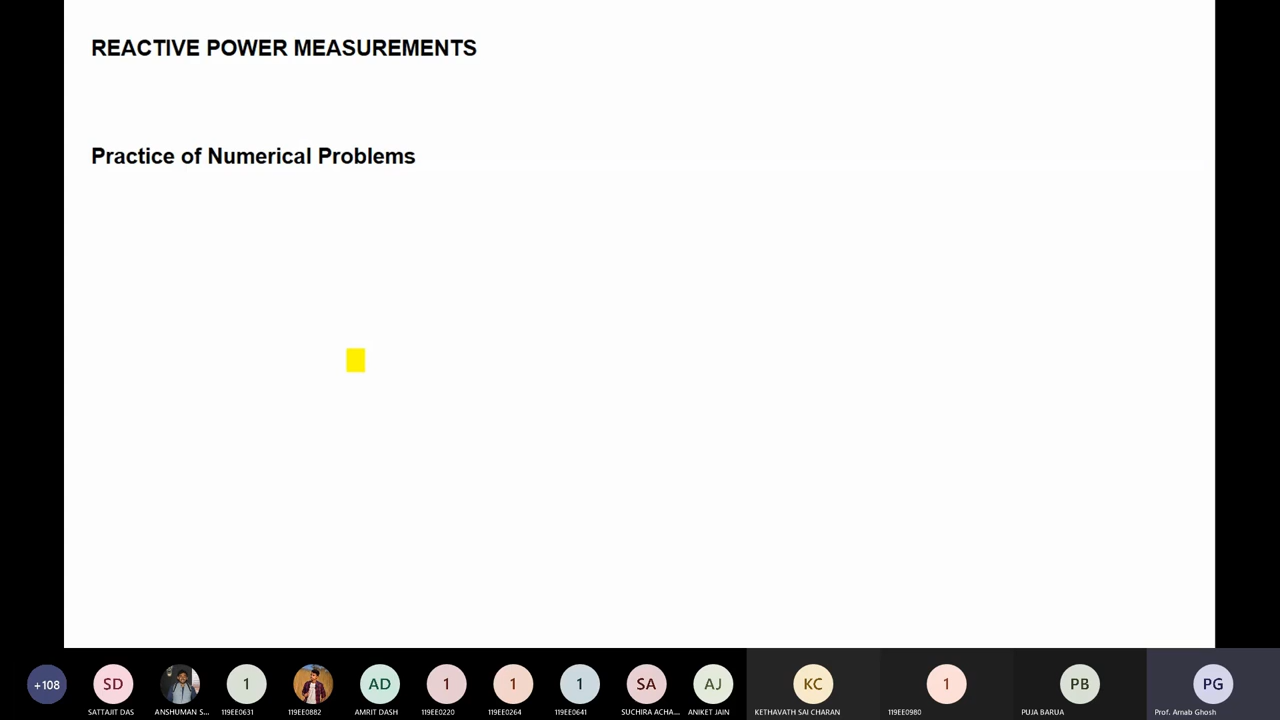 REACTIVE POWER MEASUREMENTS
Practice of Numerical Problems
+108
SD
1
AD
1
1
1
SA
AJ
KC
1
PB
PG
SATTAJIT DAS
ANSHUMAN S...
119EE0631
119EE0882
AMRIT DASH
119EE0220
119EE0264
119EE0641
SUCHIRA ACHA...
ANIKET JAIN
KETHAVATH SAI CHARAN
119EE0980
PUJA BARUA
Prof. Arnab Ghosh